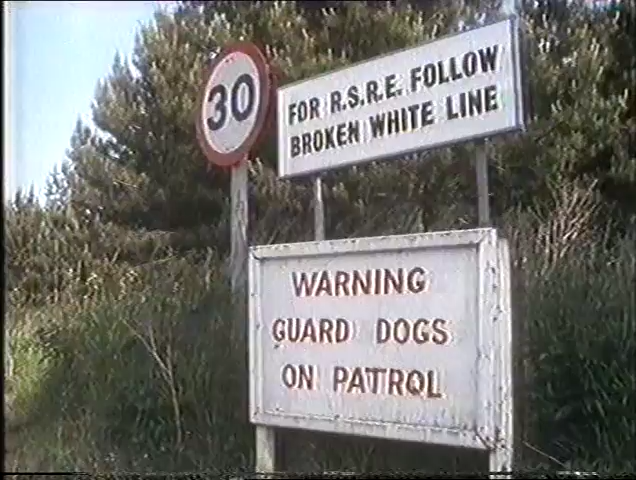 30
FOR R.S.R.E. FOLLOW
BROKEN WHITE LINE
WARNING
GUARD DOGS
ON PATROL